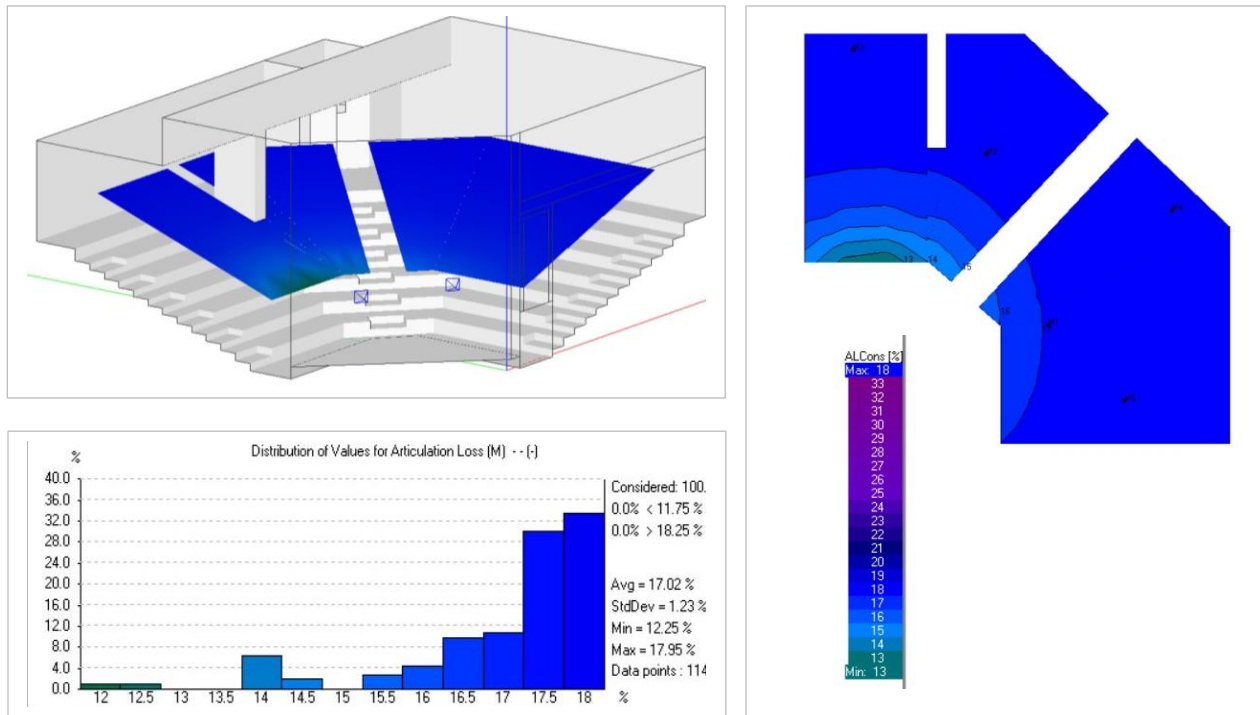 Distribution of Values for Articulation Loss (M) - - (-)
%
40.0
36.0
32.0
28.0
24.0
20.0
16.0
12.0
8.0
4.0
0.0
12 12.5 13 13.5 14 14.5 15 15.5 16 16.5 17 17.5 18 %
Considered: 100.
0.0% < 11.75 %
0.0% > 18.25 %
Avg = 17.02 %
StdDev = 1.23 %
Min = 12.25 %
Max = 17.95 %
Data points : 114
13 14 15
16
ALCons [%]
Max: 18
33
32
31
30
29
28
27
26
25
24
23
22
21
20
19
18
17
16
15
14
13
Min: 13